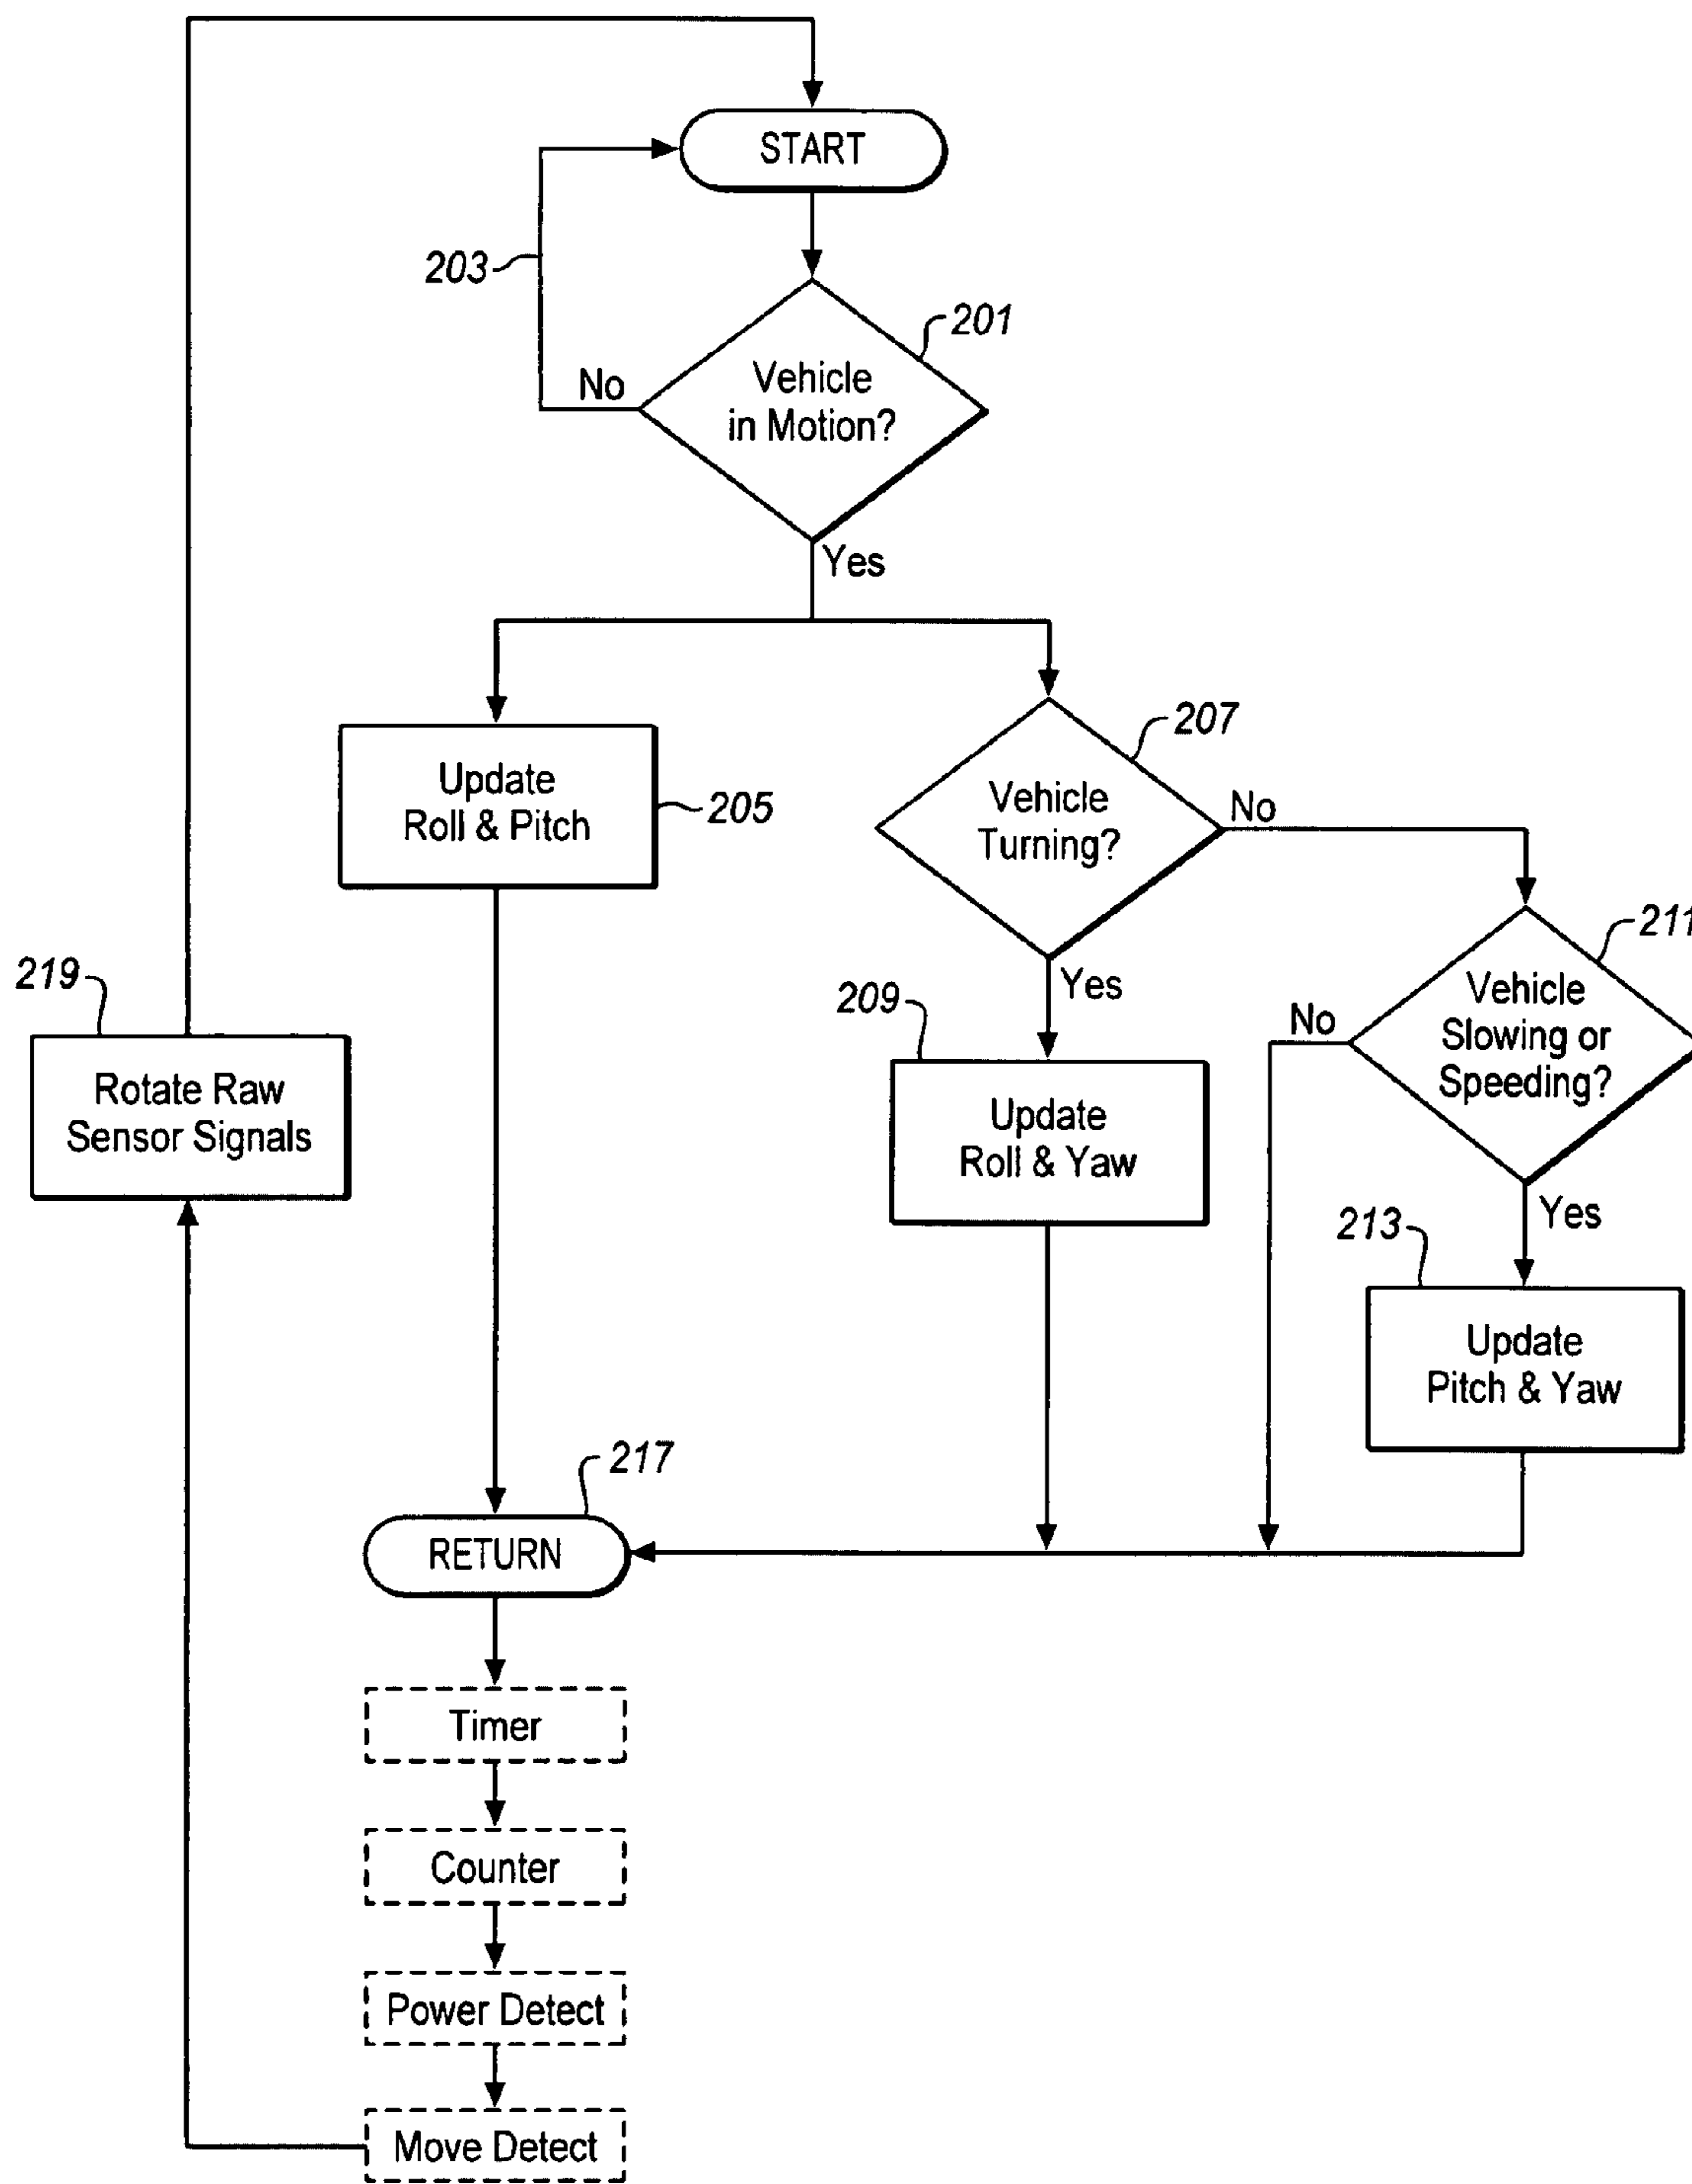 START
203
201
Vehicle
in Motion?
No
Yes
Update
Roll & Pitch
205
207
Vehicle
Turning?
No
Yes
211
Vehicle
Slowing or
Speeding?
No
Yes
219
Rotate Raw
Sensor Signals
209
Update
Roll & Yaw
213
Update
Pitch & Yaw
217
RETURN
Timer
Counter
Power Detect
Move Detect